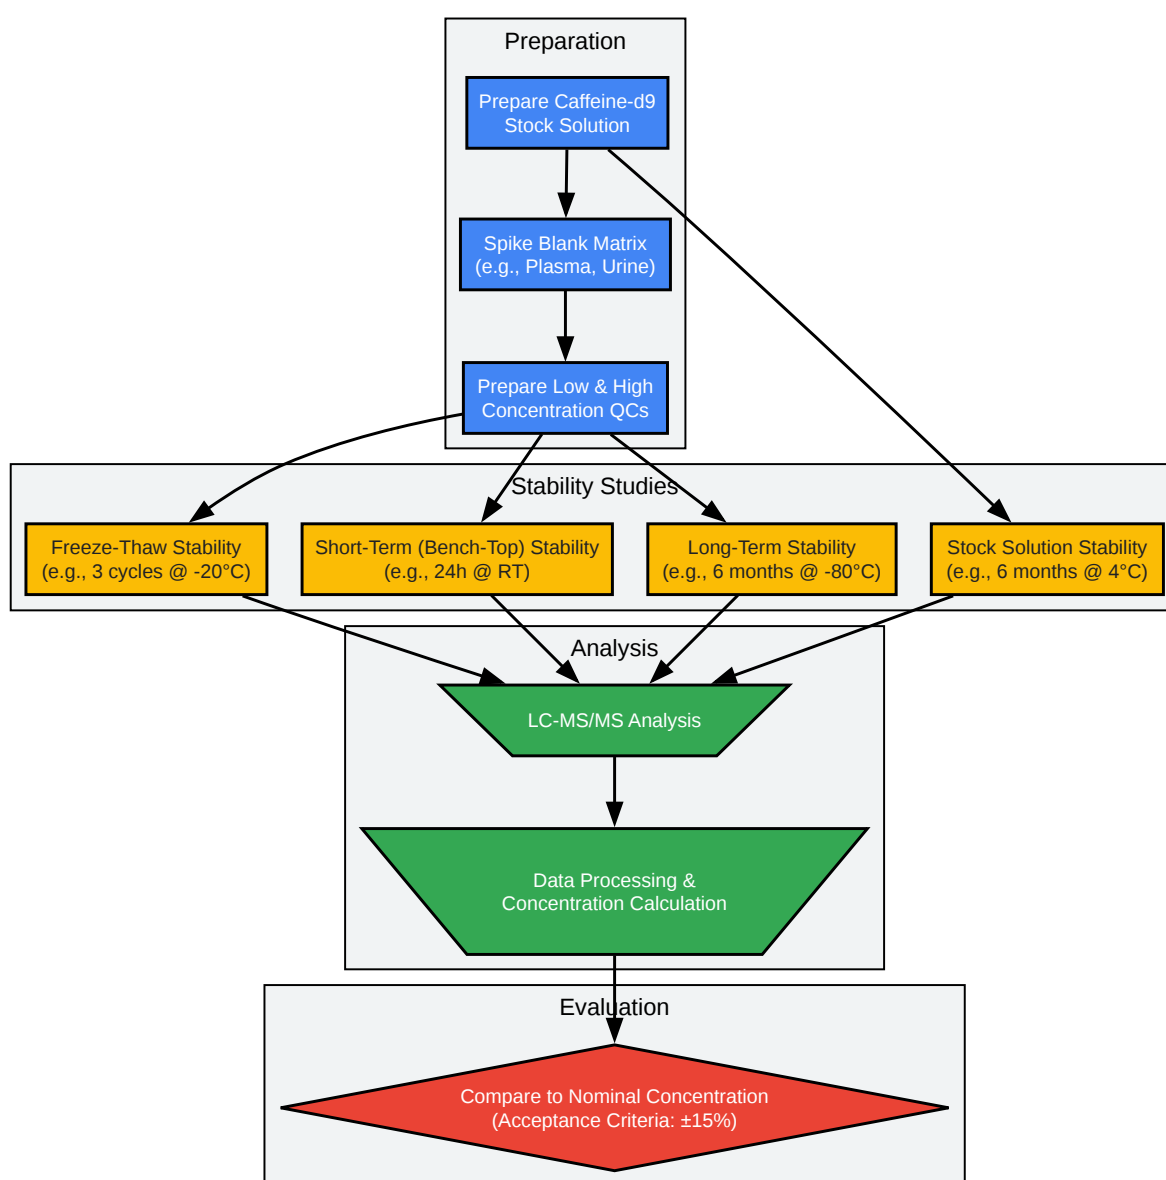 Preparation
Prepare Caffeine-d9
Stock Solution
Spike Blank Matrix
(e.g., Plasma, Urine)
Prepare Low & High
Concentration QCs
Stability Studies
Freeze-Thaw Stability
(e.g., 3 cycles @ -20°C)
Short-Term (Bench-Top) Stability
(e.g., 24h @ RT)
Long-Term Stability
(e.g., 6 months @ -80°C)
Stock Solution Stability
(e.g., 6 months @ 4°C)
Analysis
LC-MS/MS Analysis
Data Processing &
Concentration Calculation
Evaluation
Compare to Nominal Concentration
(Acceptance Criteria: ±15%)